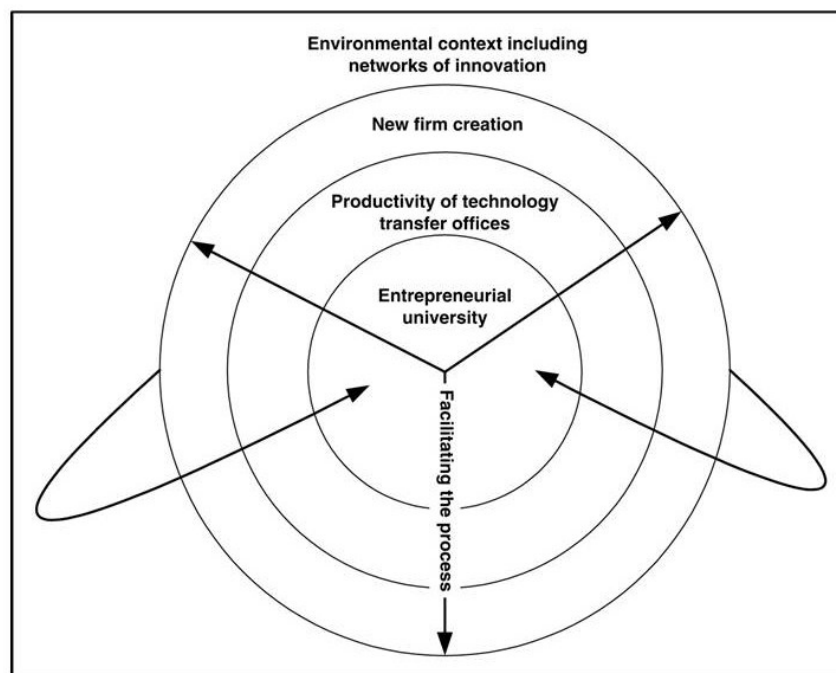 Environmental context including
networks of innovation
New firm creation
Productivity of technology
transfer offices
Entrepreneurial
university
Facilitating the process